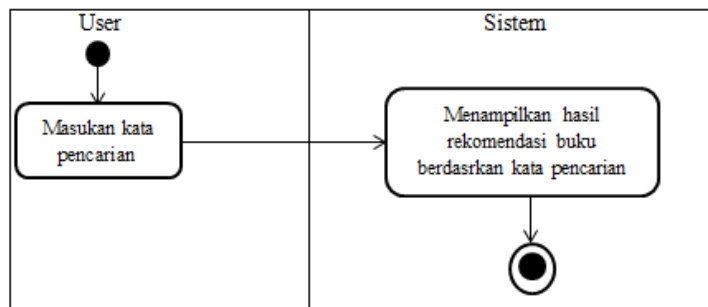 User
Sistem
Masukan kata
pencarian
Menampilkan hasil
rekomendasi buku
berdasrkan kata pencarian